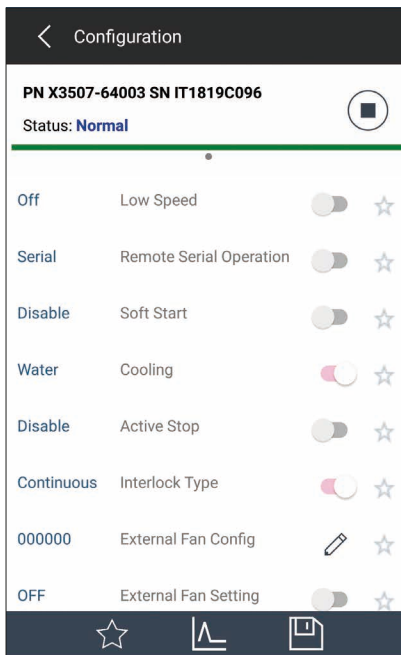 Configuration
PN X3507-64003 SN IT1819C096
Status: Normal
Off Low Speed
Serial Remote Serial Operation
Disable Soft Start
Water Cooling
Disable Active Stop
Continuous Interlock Type
000000 External Fan Config
OFF External Fan Setting